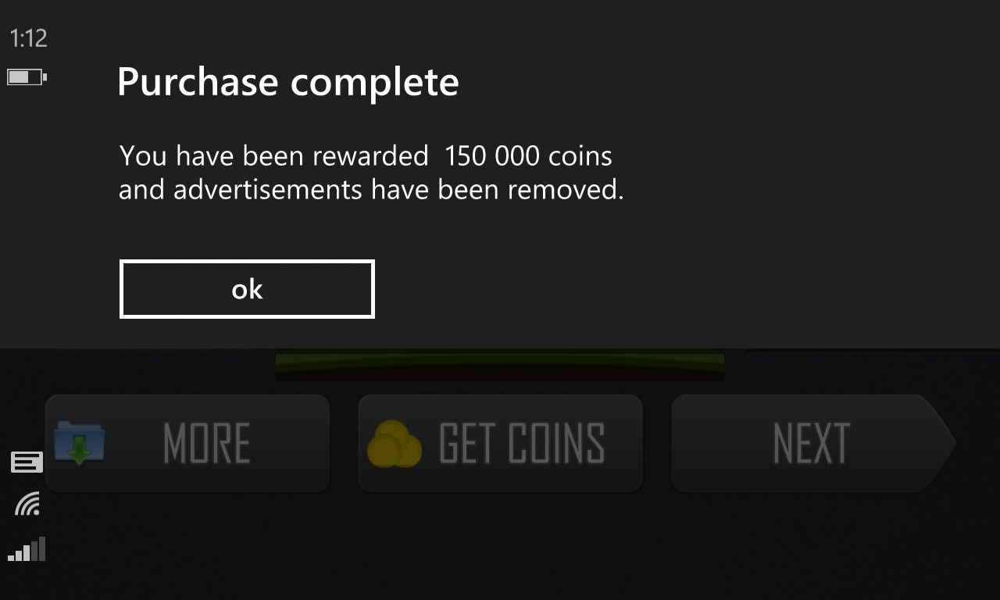 1:12
Purchase complete
You have been rewarded  150 000 coins
and advertisements have been removed.
ok
MORE
GET COINS
NEXT